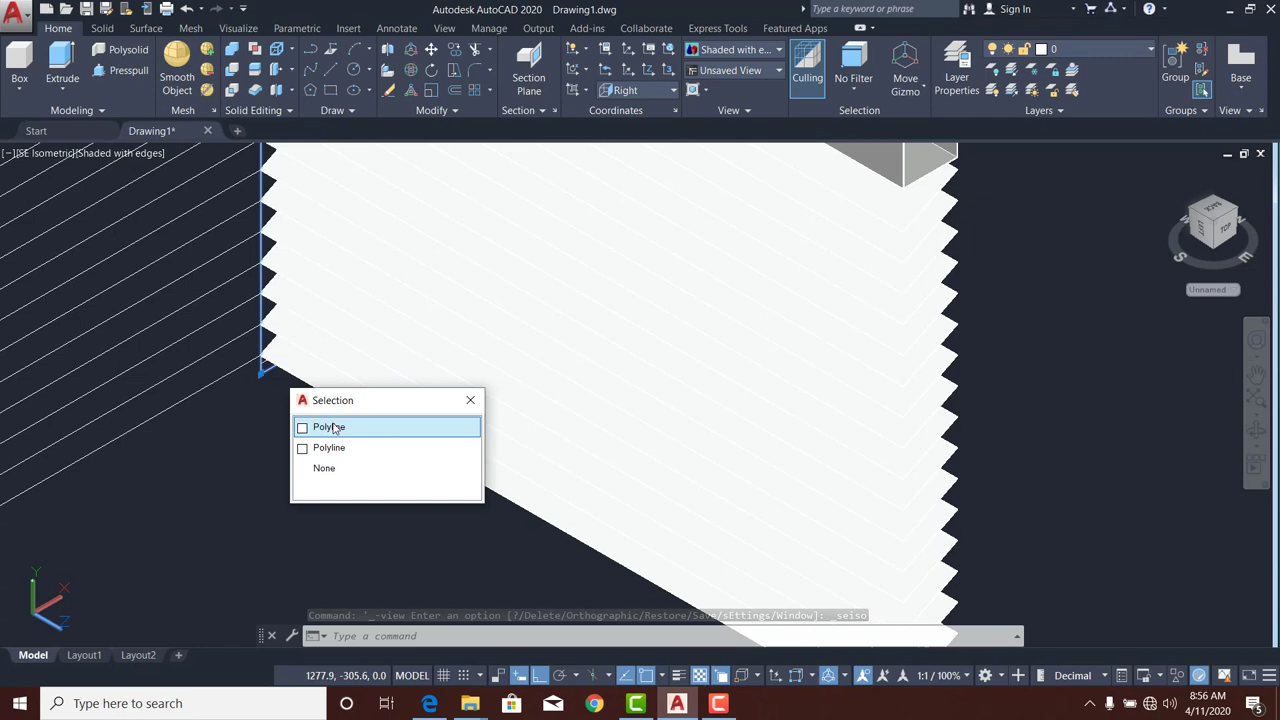 Autodesk AutoCAD 2020 Drawing1.dwg
Type a keyword or phrase
Sign In
Home Solid Surface Mesh Visualize Parametric Insert Annotate View Manage Output Add-ins Collaborate Express Tools Featured Apps
Box
Extrude
Polysolid
Presspull
Smooth
Object
Section
Plane
Right
Shaded with e...
Unsaved View
Culling
No Filter
Move
Gizmo
Layer
Properties
0
Group
Base
Modeling
Mesh
Solid Editing
Draw
Modify
Section
Coordinates
View
Selection
Layers
Groups
View
Start
Drawing1*
[−][SE Isometric][Shaded with edges]
BACK
LEFT
TOP
S
E
Unnamed
Selection
Polyline
Polyline
None
Y
X
Z
Command: '_-view Enter an option [?/Delete/Orthographic/Restore/Save/sEttings/Window]: _seiso
Type a command
Model Layout1 Layout2
1277.9, -305.6, 0.0 MODEL
1:1 / 100%
Decimal
Type here to search
8:56 AM
4/11/2020
5